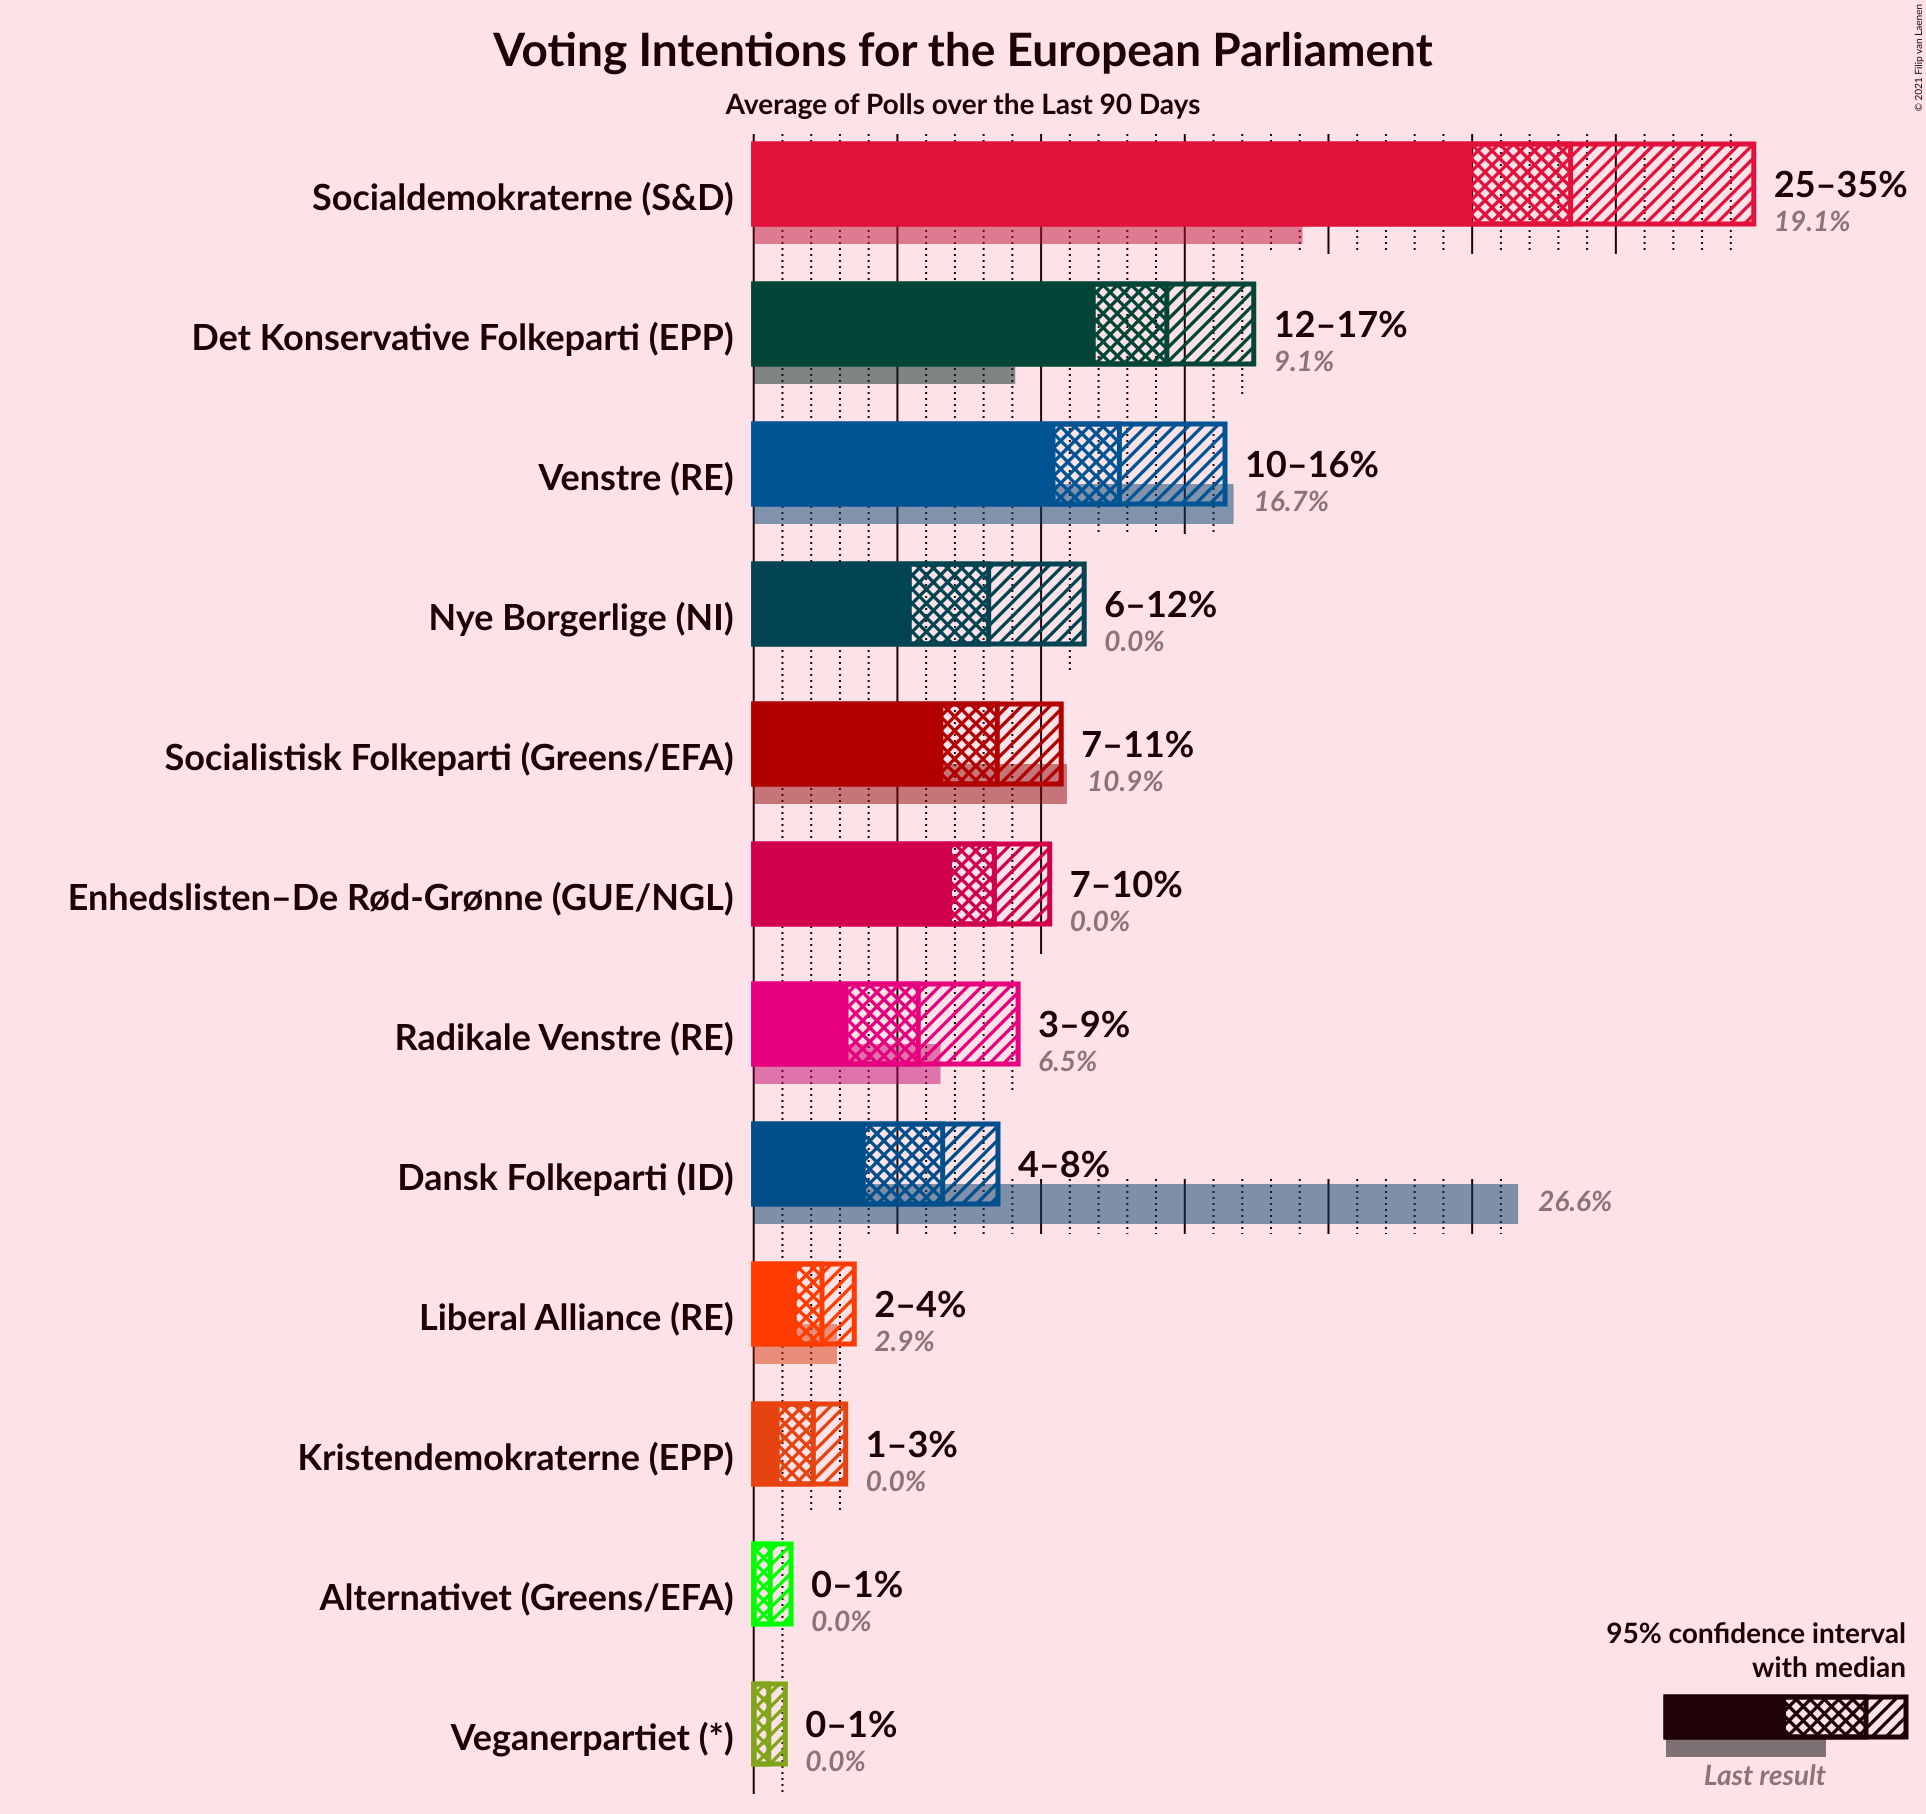 Voting Intentions for the European Parliament
Average of Polls over the Last 90 Days
© 2021 Filip van Laenen
Socialdemokraterne (S&D)
25–35%
19.1%
Det Konservative Folkeparti (EPP)
12–17%
9.1%
Venstre (RE)
10–16%
16.7%
Nye Borgerlige (NI)
6–12%
0.0%
Socialistisk Folkeparti (Greens/EFA)
7–11%
10.9%
Enhedslisten–De Rød-Grønne (GUE/NGL)
7–10%
0.0%
Radikale Venstre (RE)
3–9%
6.5%
Dansk Folkeparti (ID)
4–8%
26.6%
Liberal Alliance (RE)
2–4%
2.9%
Kristendemokraterne (EPP)
1–3%
0.0%
Alternativet (Greens/EFA)
0–1%
0.0%
Veganerpartiet (*)
0–1%
0.0%
95% confidence interval
with median
Last result